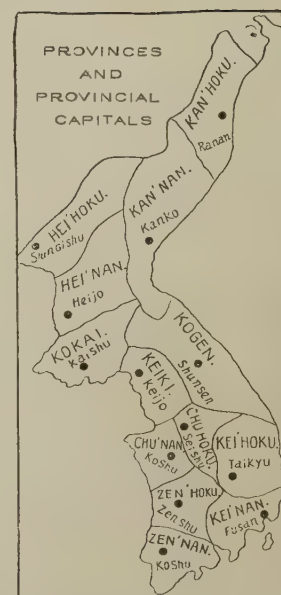 PROVINCES
AND
PROVINCIAL
CAPITALS
KAN'HOKU.
Ranan
KAN'NAN.
Kanko
HEI'HOKU.
HEI'NAN.
Heijo
KOKAI.
Kaishu
KOGEN.
Shunsen
KEIKI.
Keijo
CHU'HOKU.
Seishu
CHU'NAN.
Koshu
KEI'HOKU.
Taikyu
ZEN'HOKU.
Zenshu
KEI'NAN.
Fusan
ZEN'NAN.
Koshu